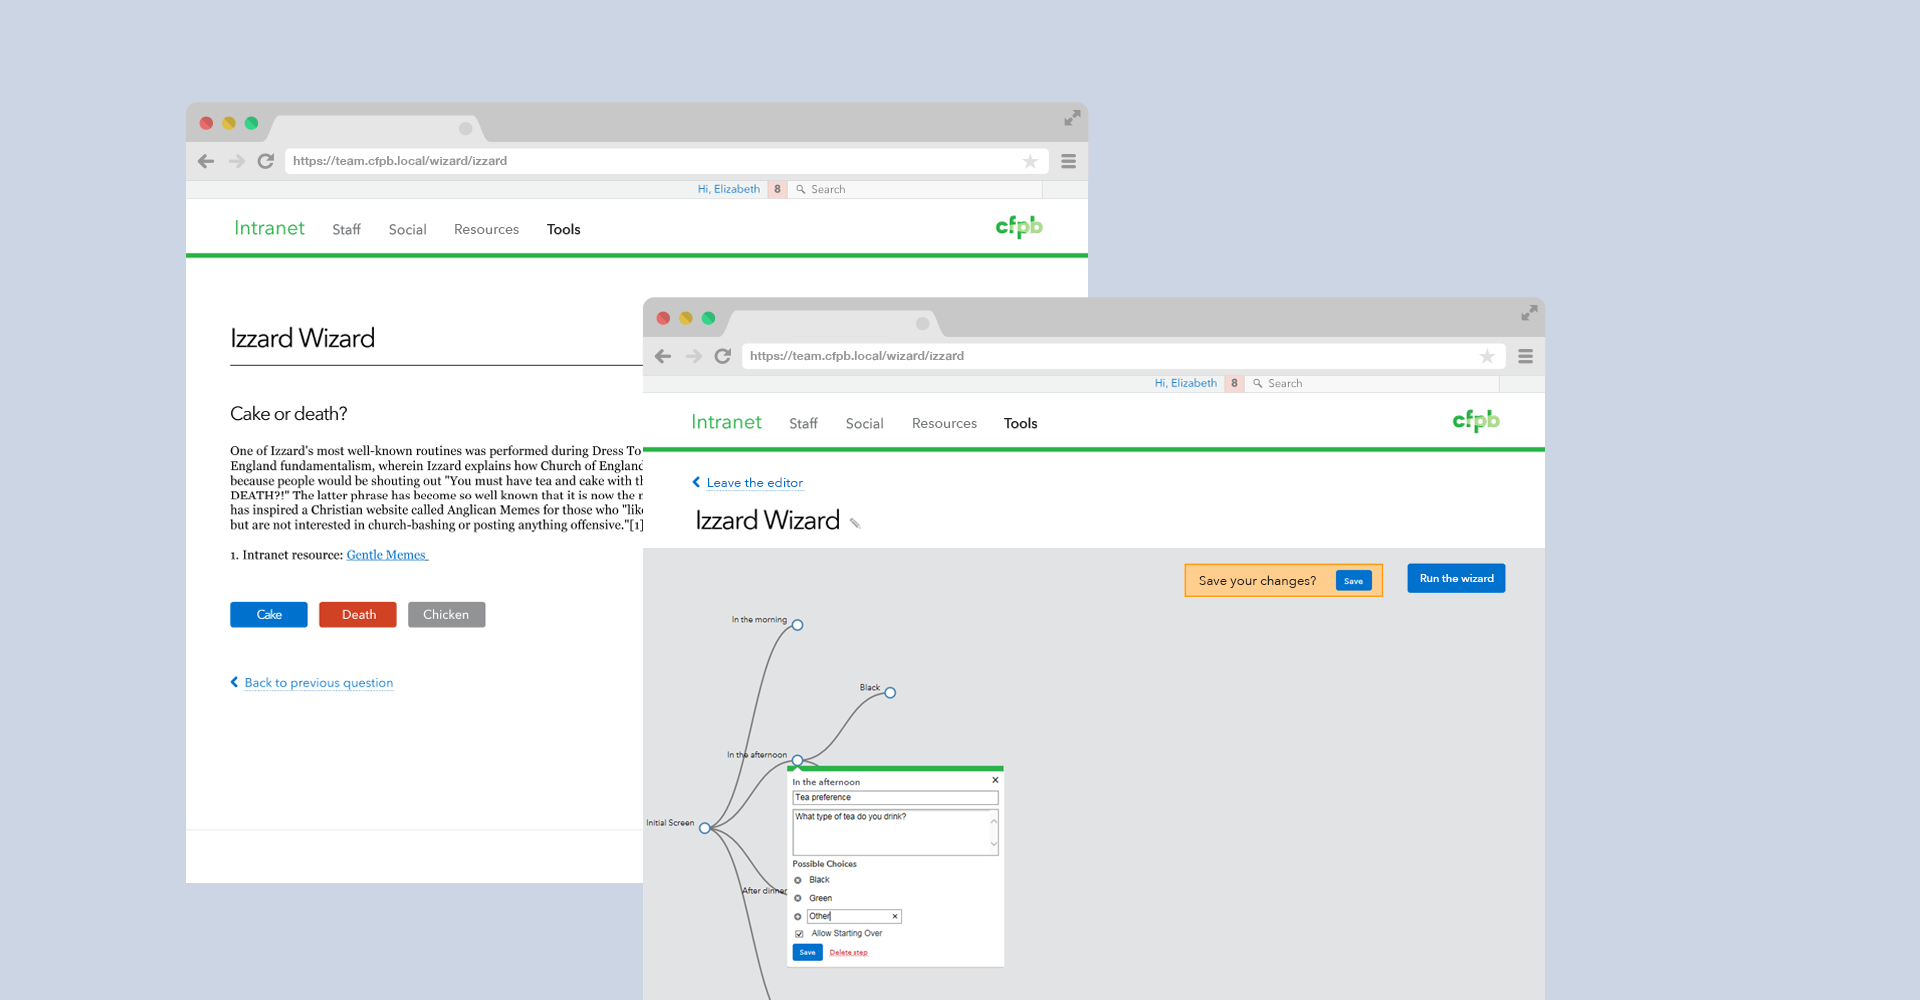 https://team.cfpb.local/wizard/izzard
Hi, Elizabeth 8 Search
Intranet Staff Social Resources Tools cfpb
Izzard Wizard
Cake or death?
One of Izzard's most well-known routines was performed during Dress To
England fundamentalism, wherein Izzard explains how Church of England
because people would be shouting out "You must have tea and cake with th
DEATH?!" The latter phrase has become so well known that it is now the
has inspired a Christian website called Anglican Memes for those who "like
but are not interested in church-bashing or posting anything offensive."[1]
1. Intranet resource: Gentle Memes
Cake Death Chicken
Back to previous question
https://team.cfpb.local/wizard/izzard
Hi, Elizabeth 8 Search
Intranet Staff Social Resources Tools cfpb
Leave the editor
Izzard Wizard
Save your changes? Save Run the wizard
In the morning
Black
In the afternoon
Initial Screen
After dinner
In the afternoon
Tea preference
What type of tea do you drink?
Possible Choices
Black
Green
Other
Allow Starting Over
Save Delete step